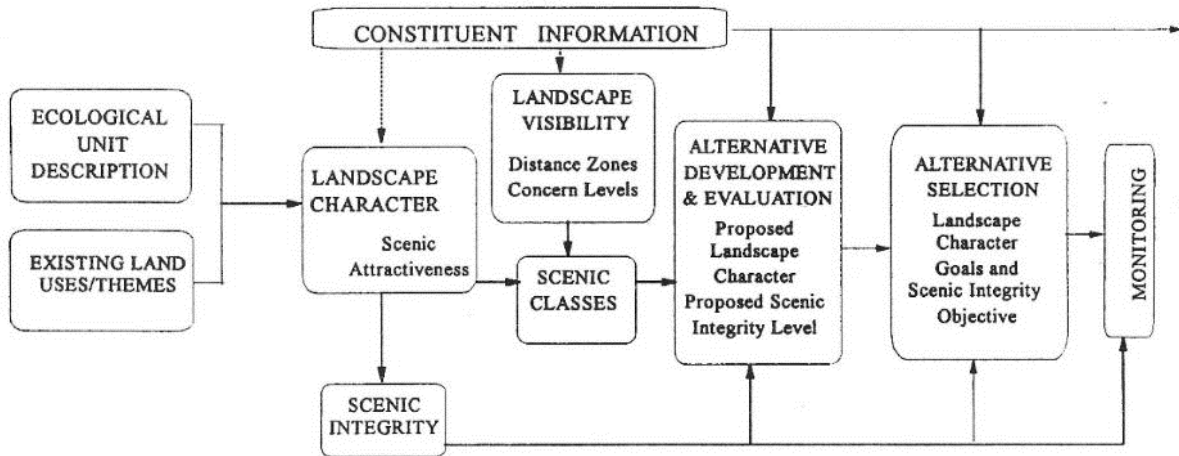 CONSTITUENT INFORMATION
ECOLOGICAL
UNIT
DESCRIPTION
EXISTING LAND
USES/THEMES
LANDSCAPE
CHARACTER
Scenic
Attractiveness
SCENIC
INTEGRITY
LANDSCAPE
VISIBILITY
Distance Zones
Concern Levels
SCENIC
CLASSES
ALTERNATIVE
DEVELOPMENT
& EVALUATION
Proposed
Landscape
Character
Proposed Scenic
Integrity Level
ALTERNATIVE
SELECTION
Landscape
Character
Goals and
Scenic Integrity
Objective
MONITORING